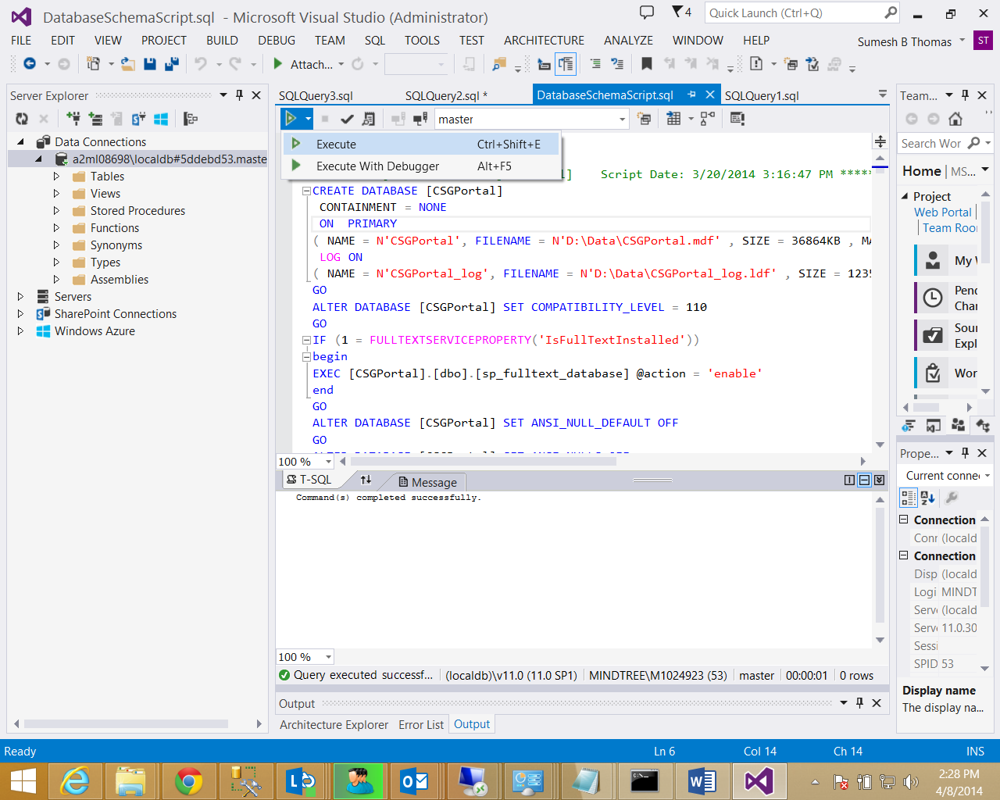 DatabaseSchemaScript.sql - Microsoft Visual Studio (Administrator)
4
Quick Launch (Ctrl+Q)
FILE EDIT VIEW PROJECT BUILD DEBUG TEAM SQL TOOLS TEST ARCHITECTURE ANALYZE WINDOW HELP
Sumesh B Thomas ST
Attach...
Server Explorer
Data Connections
a2ml08698\localdb#5ddebd53.maste
Tables
Views
Stored Procedures
Functions
Synonyms
Types
Assemblies
Servers
SharePoint Connections
Windows Azure
SQLQuery3.sql SQLQuery2.sql * DatabaseSchemaScript.sql SQLQuery1.sql
master
Execute Ctrl+Shift+E
Execute With Debugger Alt+F5
l] Script Date: 3/20/2014 3:16:47 PM *****
CREATE DATABASE [CSGPortal]
CONTAINMENT = NONE
ON PRIMARY
( NAME = N'CSGPortal', FILENAME = N'D:\Data\CSGPortal.mdf' , SIZE = 36864KB , MA
LOG ON
( NAME = N'CSGPortal_log', FILENAME = N'D:\Data\CSGPortal_log.ldf' , SIZE = 1235
GO
ALTER DATABASE [CSGPortal] SET COMPATIBILITY_LEVEL = 110
GO
IF (1 = FULLTEXTSERVICEPROPERTY('IsFullTextInstalled'))
begin
EXEC [CSGPortal].[dbo].[sp_fulltext_database] @action = 'enable'
end
GO
ALTER DATABASE [CSGPortal] SET ANSI_NULL_DEFAULT OFF
GO
100 %
T-SQL Message
Command(s) completed successfully.
100 %
Query executed successf... (localdb)\v11.0 (11.0 SP1) MINDTREE\M1024923 (53) master 00:00:01 0 rows
Output
Architecture Explorer Error List Output
Team...
Search Wor
Home | MS...
Project
Web Portal
Team Roor
My W
Pend
Char
Sour
Expl
Wor
Prope...
Current connec
Connection
Conr (locald
Connection
Disp (locald
Logi MINDT
Serve (locald
Serve 11.0.30
Sessi
SPID 53
Display name
The display na...
Ready Ln 6 Col 14 Ch 14 INS
2:28 PM
4/8/2014